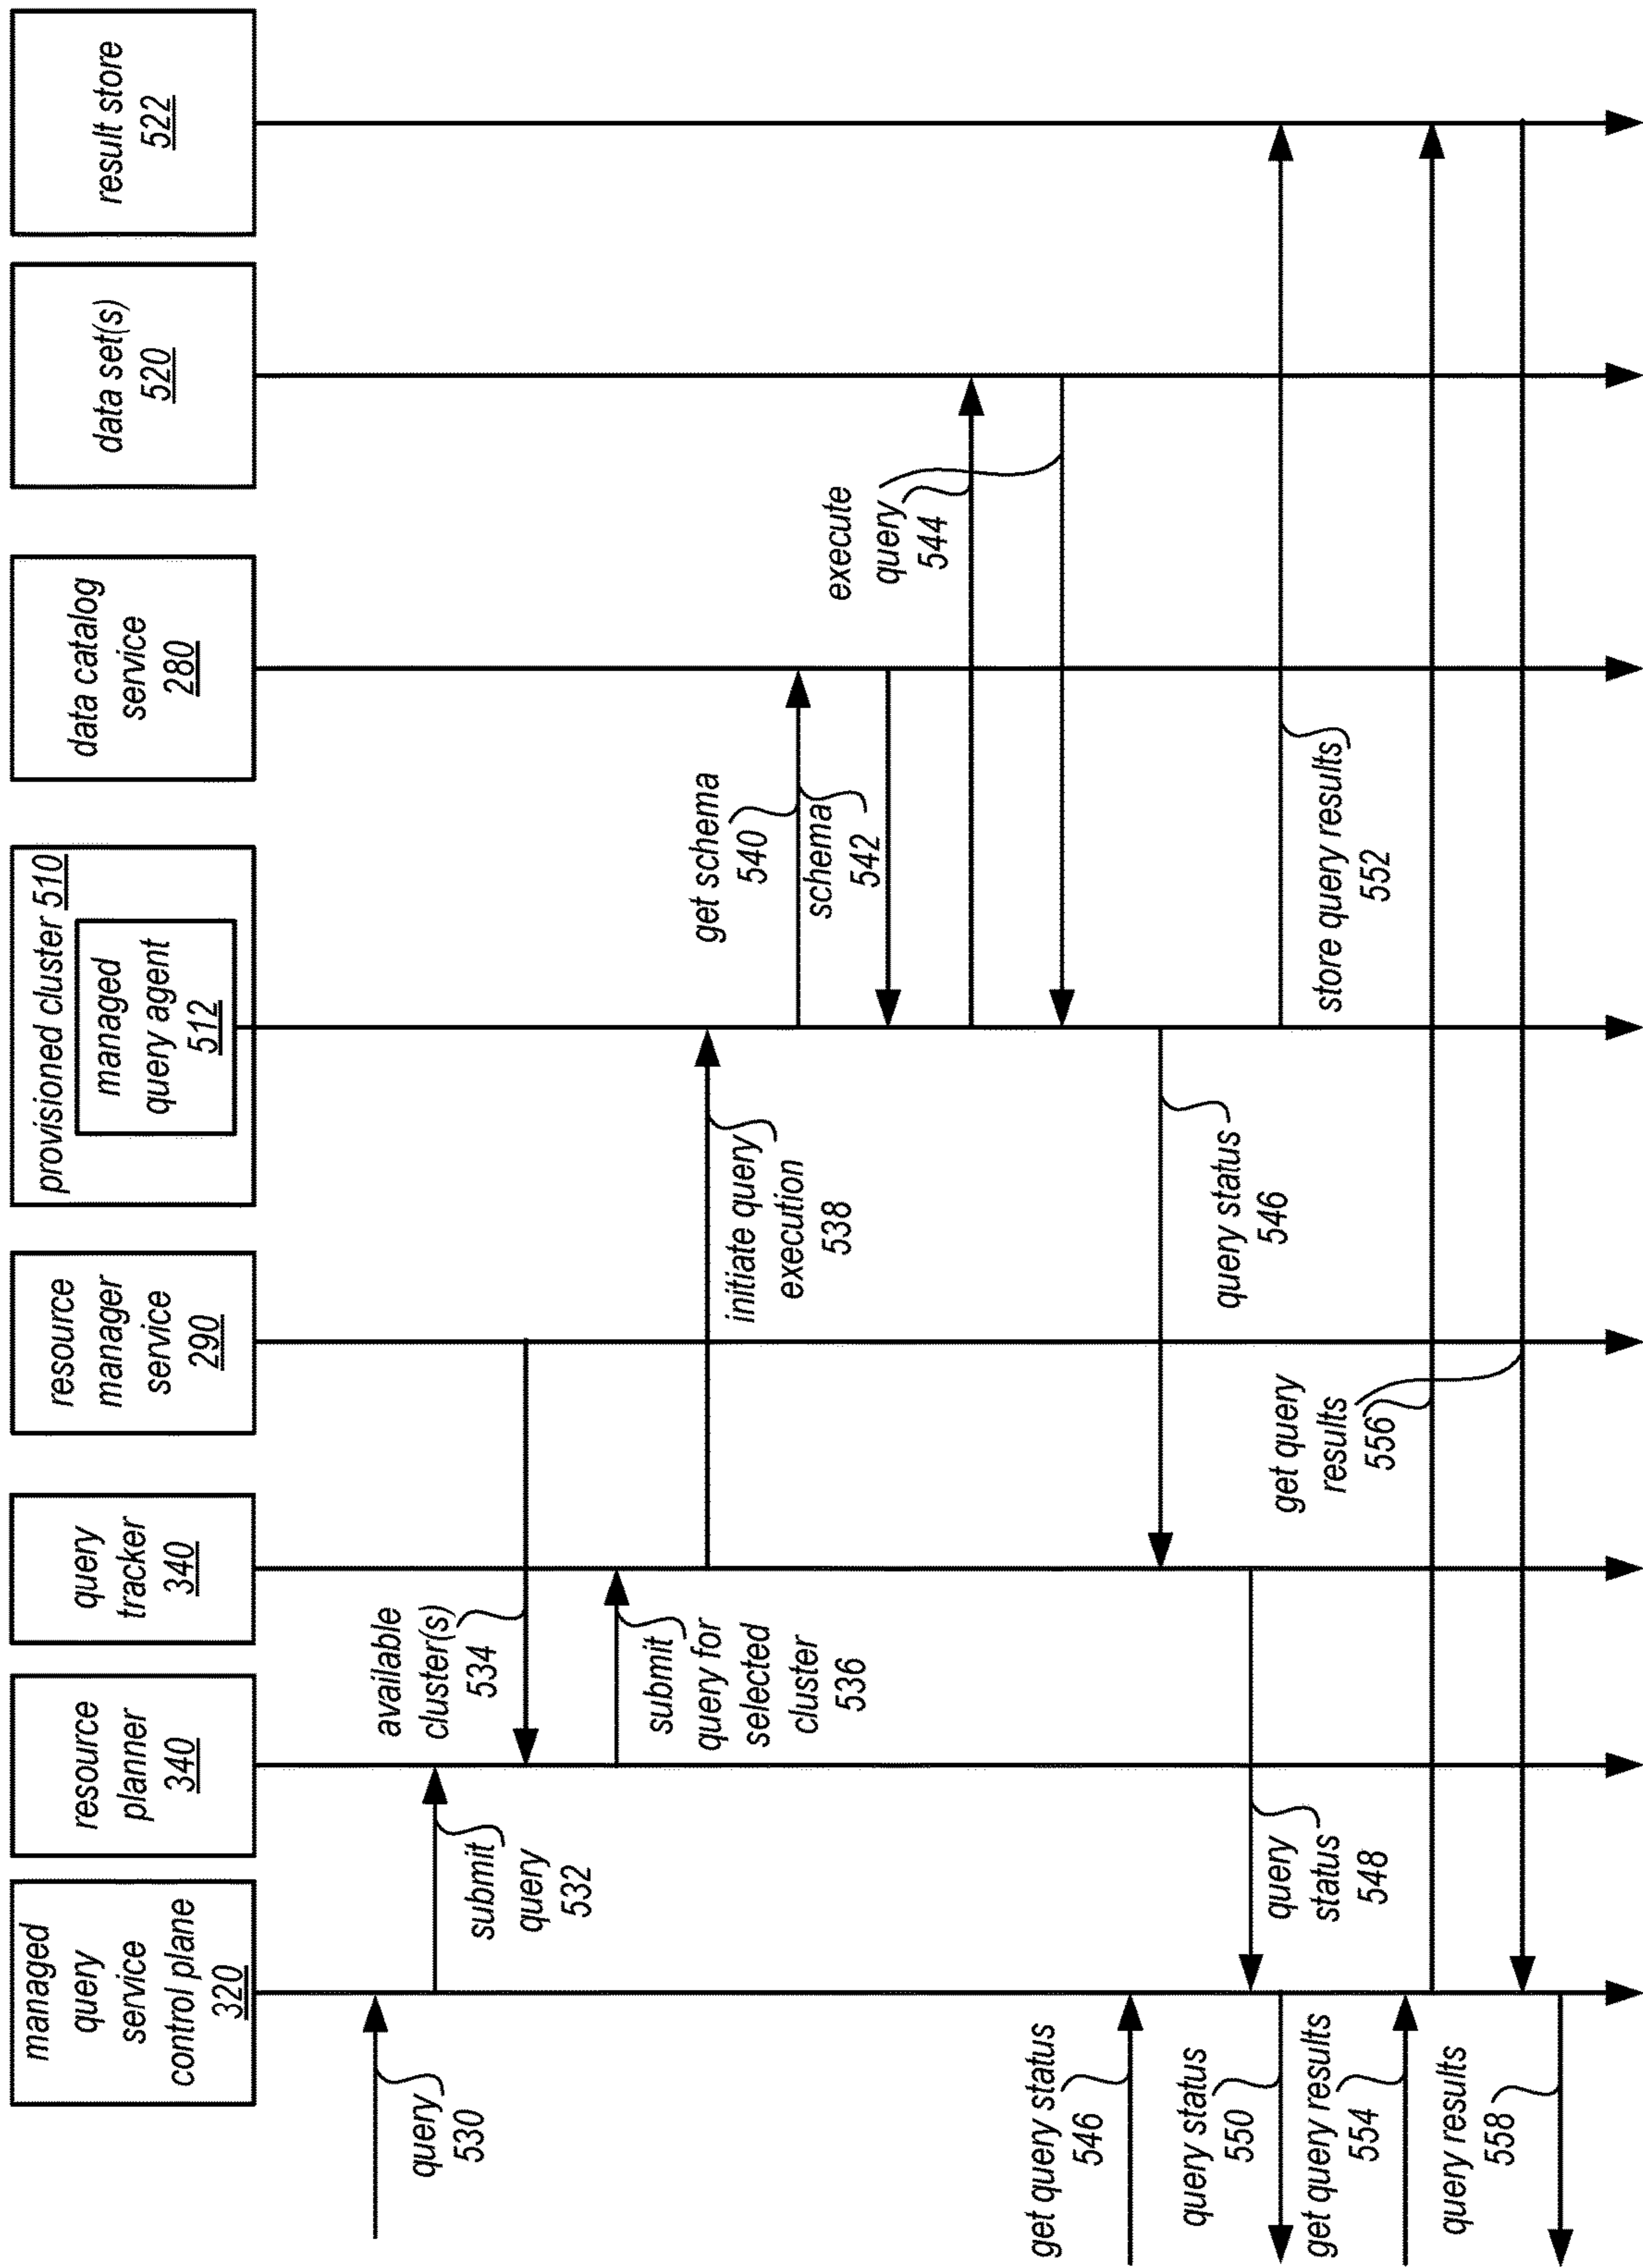 managed
query
service
control plane
320
resource
planner
340
query
tracker
340
resource
manager
service
290
provisioned cluster 510
managed
query agent
512
data catalog
service
280
data set(s)
520
result store
522
query
530
submit
query
532
available
cluster(s)
534
submit
query for
selected
cluster
536
initiate query
execution
538
get schema
540
schema
542
execute
query
544
get query status
546
query status
546
query
status
548
query status
550
store query results
552
get query results
554
get query
results
556
query results
558